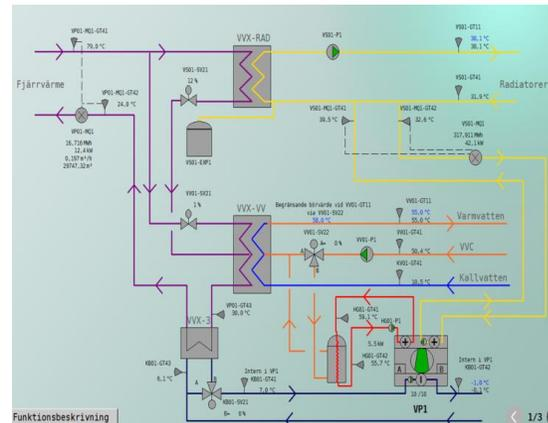 VP01-MQ1-GT41
79,0 °C
Fjärrvärme
VP01-MQ1-GT42
24,0 °C
VP01-MQ1
16,716 MWh
12,4 kW
0,197 m³/h
29747,32 m³
VVX-RAD
VS01-P1
VS01-GT11
38,1 °C
38,1 °C
VS01-SV21
12 %
VS01-GT41
31,9 °C
Radiatorer
VS01-EXP1
VS01-MQ1-GT41
39,5 °C
VS01-MQ1-GT42
32,6 °C
VS01-MQ1
317,911 MWh
42,1 kW
VV01-SV21
1 %
VVX-VV
Begränsande börvärde vid VV01-GT11
via VV01-SV22
58,0 °C
VV01-GT11
55,0 °C
55,0 °C
Varmvatten
VV01-SV22
A= 0 %
A
B
VV01-P1
VV01-GT41
50,4 °C
VVC
KV01-GT41
10,5 °C
Kallvatten
VVX-3
VP01-GT43
30,0 °C
HG01-GT41
59,1 °C
HG01-P1
5,5 kW
HG01-GT42
55,7 °C
KB01-GT43
6,1 °C
A
B
KB01-SV21
B= 0 %
Intern i VP1
KB01-GT41
7,0 °C
A
B
10 /10
VP1
Intern i VP1
KB01-GT42
-1,0 °C
-0,1 °C
Funktionsbeskrivning
1/3